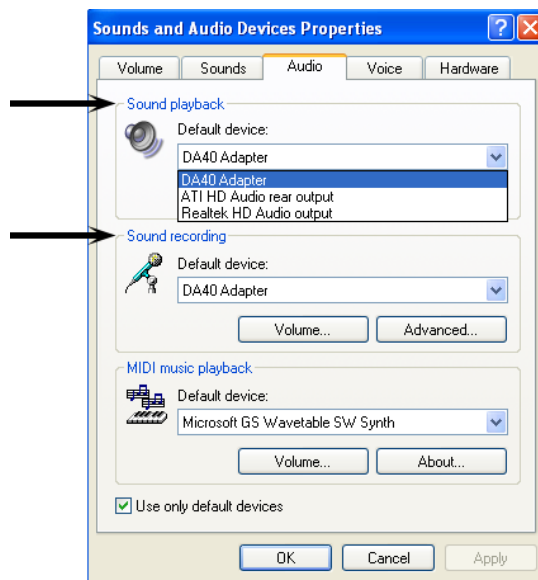 Sounds and Audio Devices Properties
Volume Sounds Audio Voice Hardware
Sound playback
Default device:
DA40 Adapter
DA40 Adapter
ATI HD Audio rear output
Realtek HD Audio output
Sound recording
Default device:
DA40 Adapter
Volume... Advanced...
MIDI music playback
Default device:
Microsoft GS Wavetable SW Synth
Volume... About...
Use only default devices
OK Cancel Apply